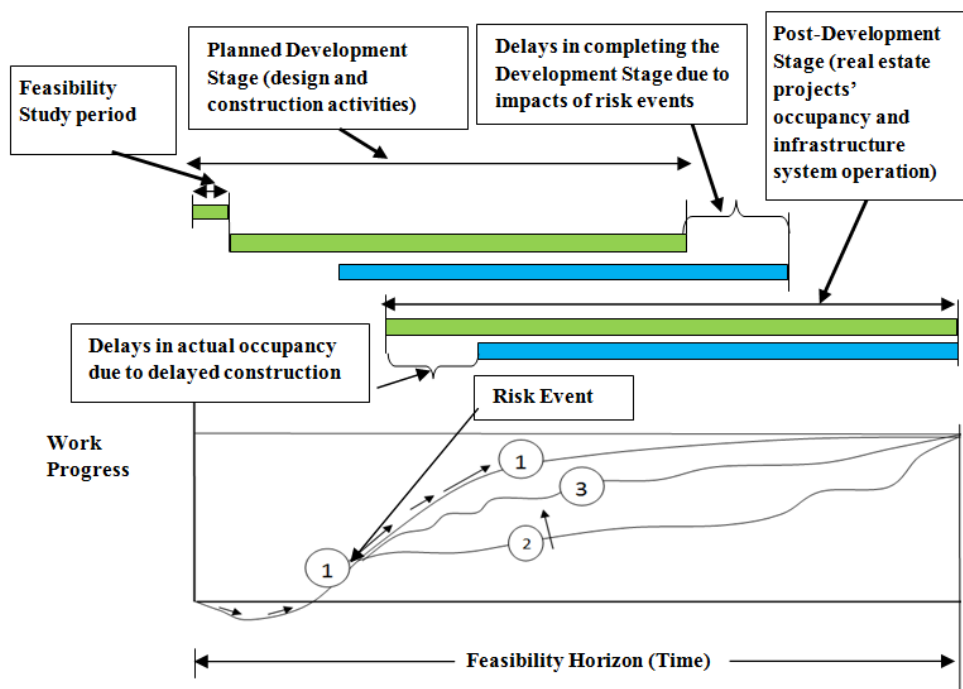 Feasibility
Study period
Planned Development
Stage (design and
construction activities)
Delays in completing the
Development Stage due to
impacts of risk events
Post-Development
Stage (real estate
projects'
occupancy and
infrastructure
system operation)
Delays in actual occupancy
due to delayed construction
Risk Event
Work
Progress
1
3
2
1
Feasibility Horizon (Time)